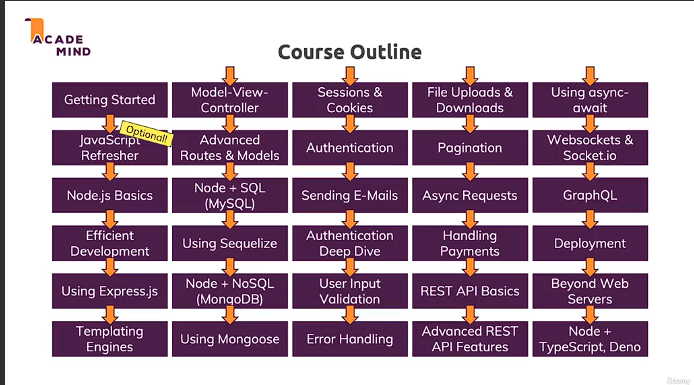 ACADE
MIND
Course Outline
Getting Started
Optional!
JavaScript
Refresher
Node.js Basics
Efficient
Development
Using Express.js
Templating
Engines
Model-View-
Controller
Advanced
Routes & Models
Node + SQL
(MySQL)
Using Sequelize
Node + NoSQL
(MongoDB)
Using Mongoose
Sessions &
Cookies
Authentication
Sending E-Mails
Authentication
Deep Dive
User Input
Validation
Error Handling
File Uploads &
Downloads
Pagination
Async Requests
Handling
Payments
REST API Basics
Advanced REST
API Features
Using async-
await
Websockets &
Socket.io
GraphQL
Deployment
Beyond Web
Servers
Node +
TypeScript, Deno
Udemy